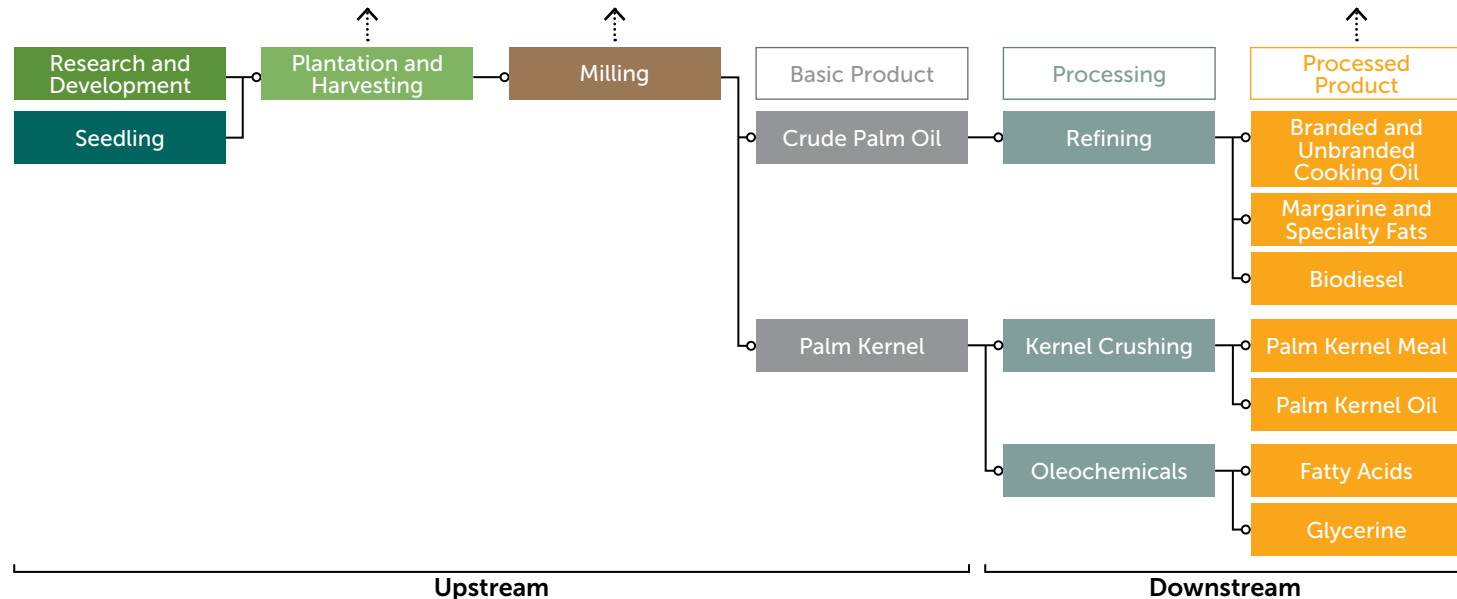 Research and
Development
Plantation and
Harvesting
Milling
Basic Product
Processing
Processed
Product
Seedling
Crude Palm Oil
Refining
Branded and
Unbranded
Cooking Oil
Margarine and
Specialty Fats
Biodiesel
Palm Kernel
Kernel Crushing
Palm Kernel Meal
Palm Kernel Oil
Oleochemicals
Fatty Acids
Glycerine
Upstream
Downstream